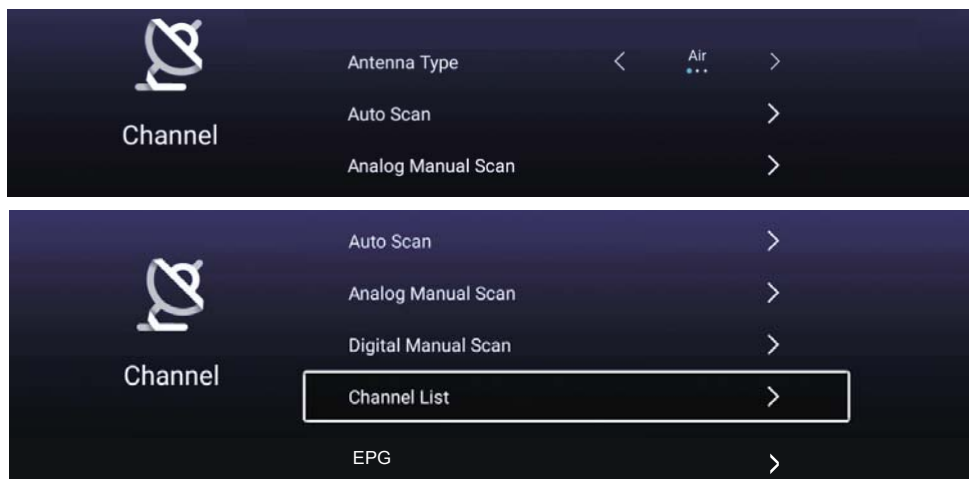 Antenna Type
Air
Auto Scan
Channel
Analog Manual Scan
Auto Scan
Analog Manual Scan
Digital Manual Scan
Channel
Channel List
EPG